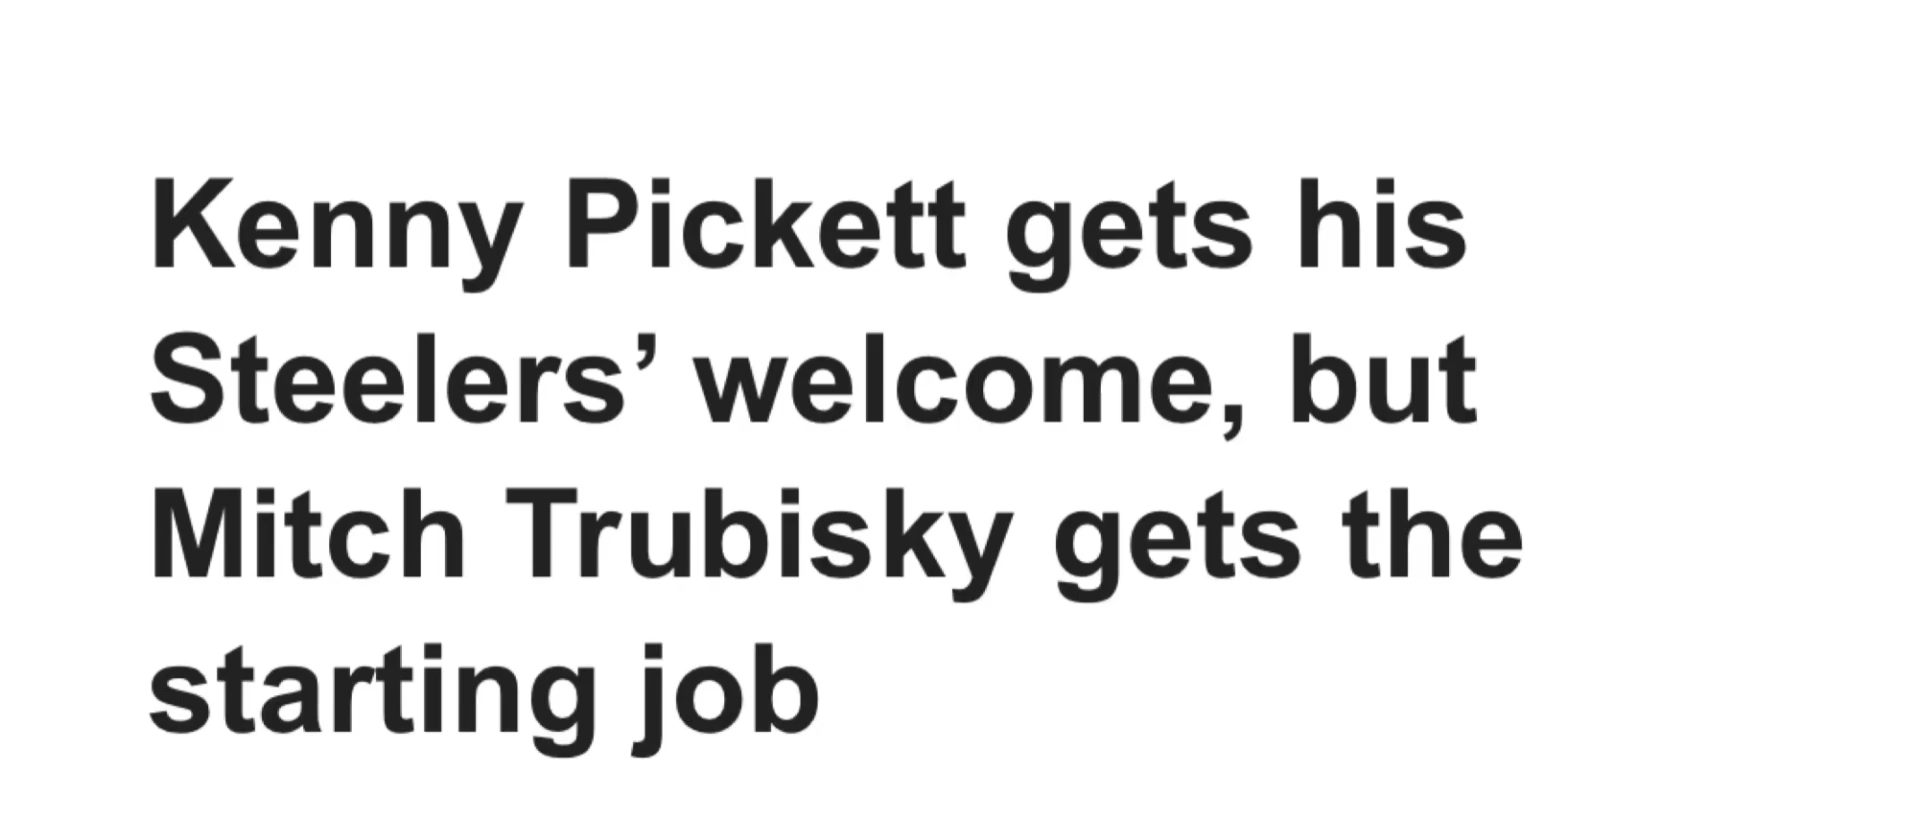 Kenny Pickett gets his
Steelers’ welcome, but
Mitch Trubisky gets the
starting job